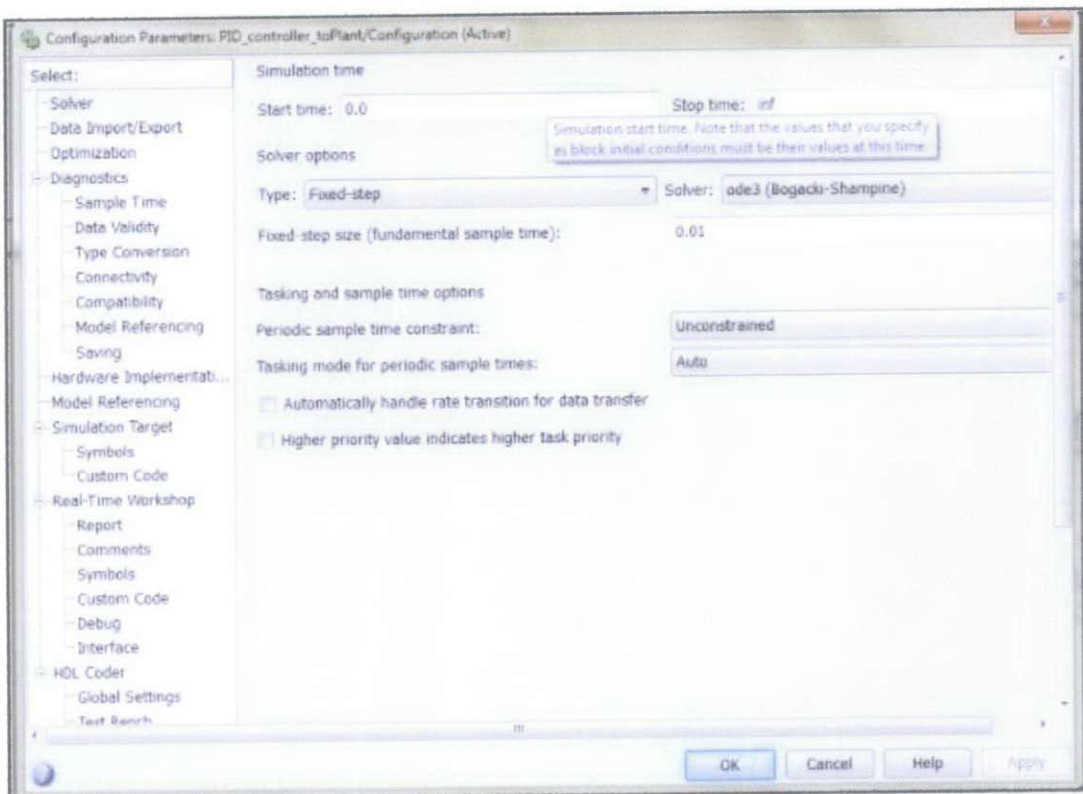 Configuration Parameters: PID_controller_toPlant/Configuration (Active)
x
Select:
Solver
Data Import/Export
Optimization
Diagnostics
Sample Time
Data Validity
Type Conversion
Connectivity
Compatibility
Model Referencing
Saving
Hardware Implementati...
Model Referencing
Simulation Target
Symbols
Custom Code
Real-Time Workshop
Report
Comments
Symbols
Custom Code
Debug
Interface
HDL Coder
Global Settings
Test Bench
Simulation time
Start time: 0.0 Stop time: inf
Simulation start time. Note that the values that you specify
as block initial conditions must be their values at this time.
Solver options
Type: Fixed-step Solver: ode3 (Bogacki-Shampine)
Fixed-step size (fundamental sample time): 0.01
Tasking and sample time options
Periodic sample time constraint: Unconstrained
Tasking mode for periodic sample times: Auto
Automatically handle rate transition for data transfer
Higher priority value indicates higher task priority
OK Cancel Help Apply